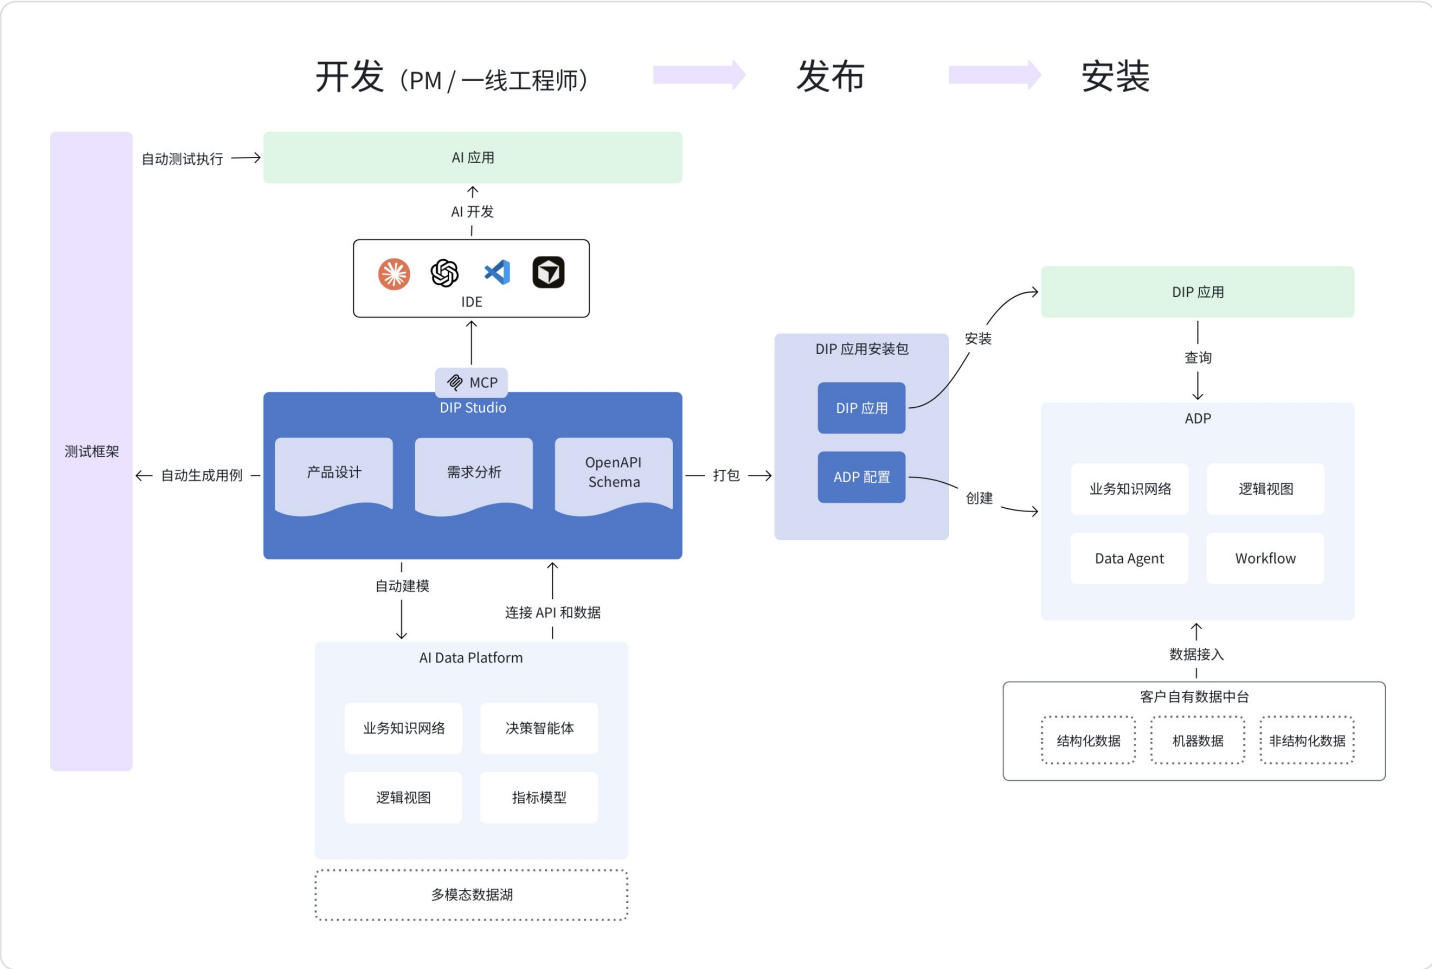 开发（PM / 一线工程师）
发布
安装
测试框架
自动测试执行
AI 应用
AI 开发
IDE
MCP
DIP Studio
自动生成用例
产品设计
需求分析
OpenAPI
Schema
打包
自动建模
连接 API 和数据
AI Data Platform
业务知识网络
决策智能体
逻辑视图
指标模型
多模态数据湖
DIP 应用安装包
DIP 应用
ADP 配置
安装
创建
DIP 应用
查询
ADP
业务知识网络
逻辑视图
Data Agent
Workflow
数据接入
客户自有数据中台
结构化数据
机器数据
非结构化数据